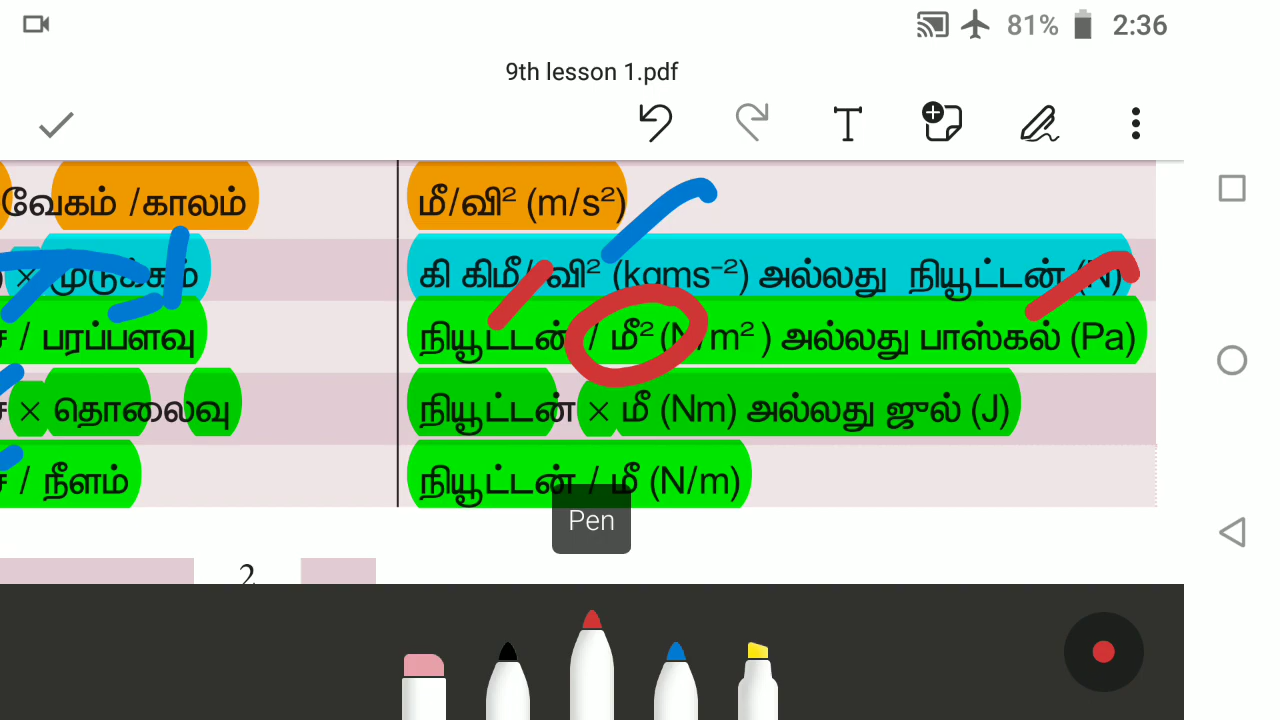 81% 2:36
9th lesson 1.pdf
T
வேகம் /காலம் மீ/வி² (m/s²)
× முடுக்கம் கி கிமீ/ வி² (kgms⁻²) அல்லது நியூட்டன் (N)
/ பரப்பளவு நியூட்டன் / மீ² (N/m² ) அல்லது பாஸ்கல் (Pa)
× தொலைவு நியூட்டன் × மீ (Nm) அல்லது ஜுல் (J)
/ நீளம் நியூட்டன் / மீ (N/m)
Pen
2